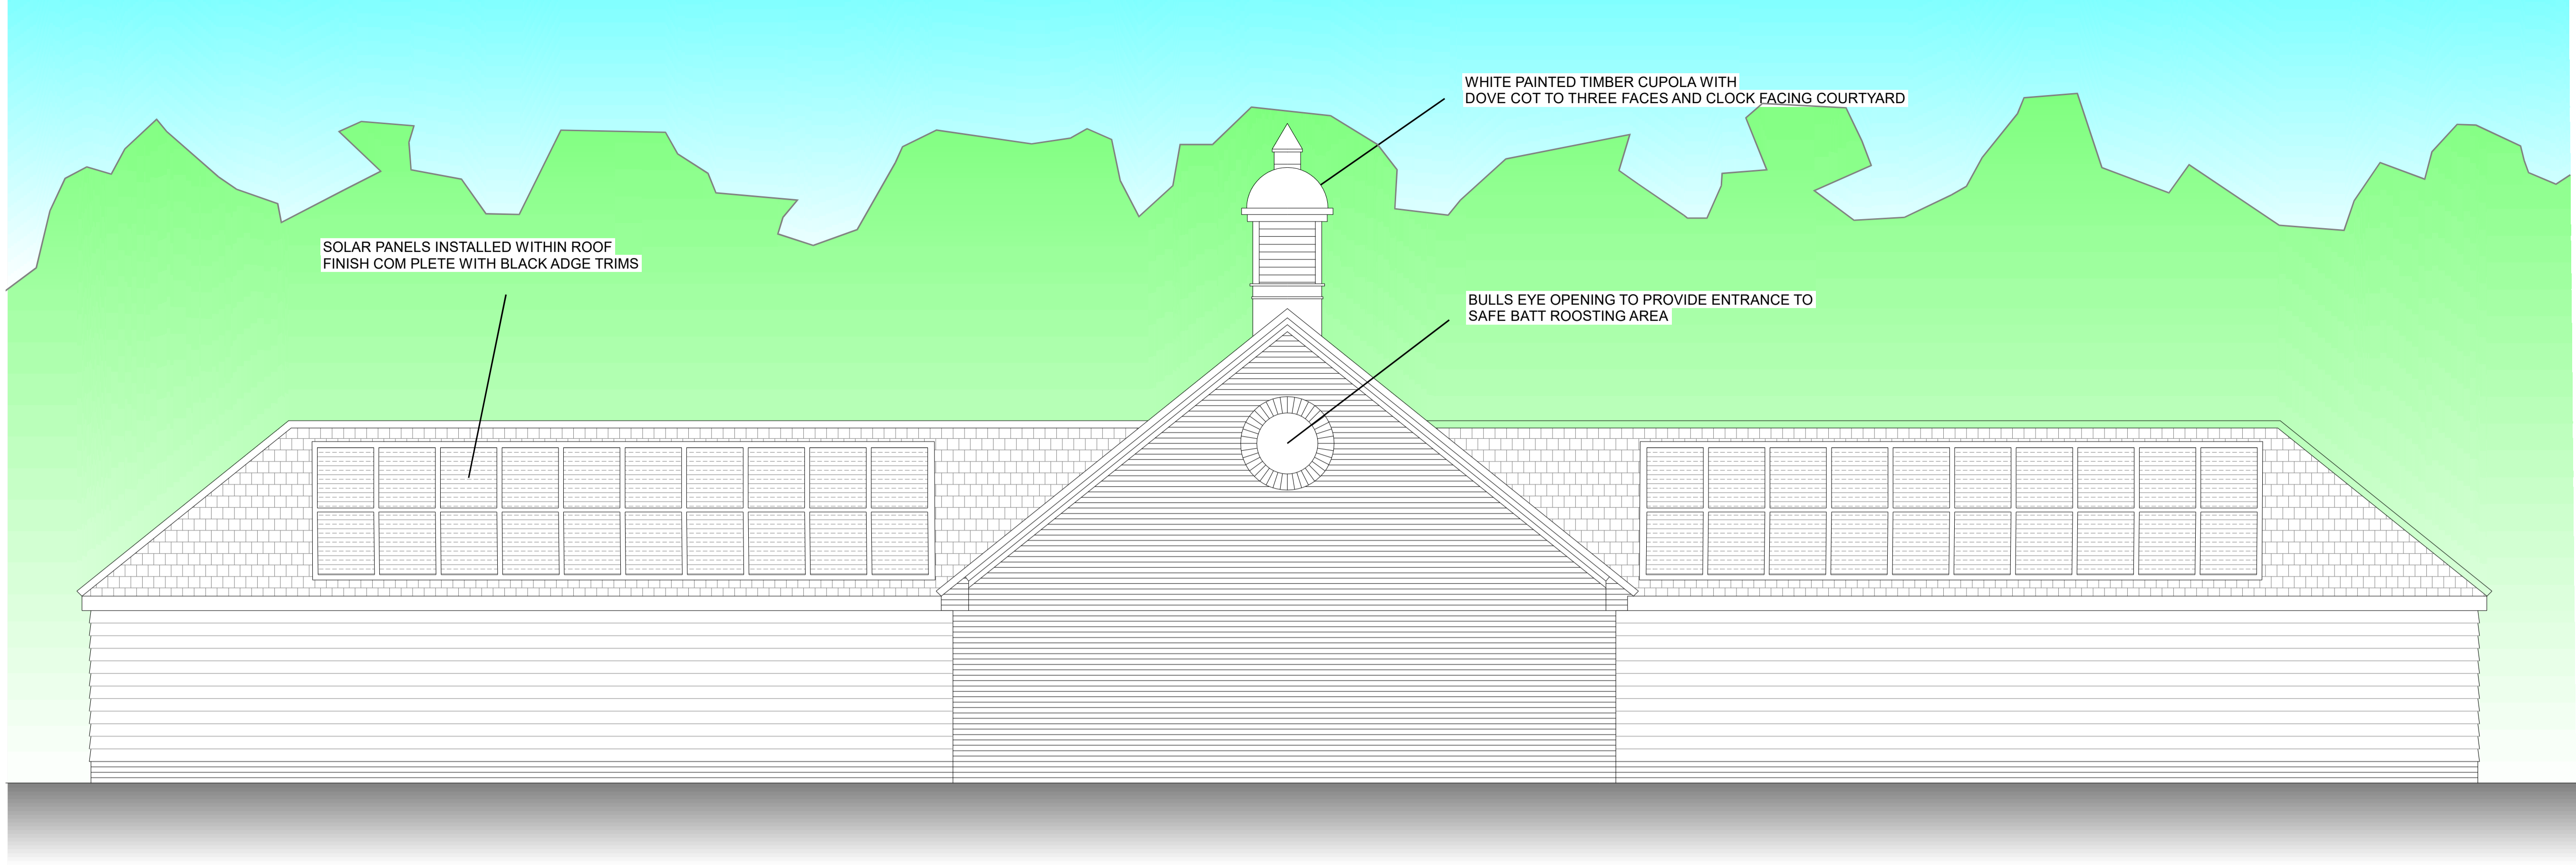 WHITE PAINTED TIMBER CUPOLA WITH
DOVE COT TO THREE FACES AND CLOCK FACING COURTYARD
SOLAR PANELS INSTALLED WITHIN ROOF
FINISH COM PLETE WITH BLACK ADGE TRIMS
BULLS EYE OPENING TO PROVIDE ENTRANCE TO
SAFE BATT ROOSTING AREA